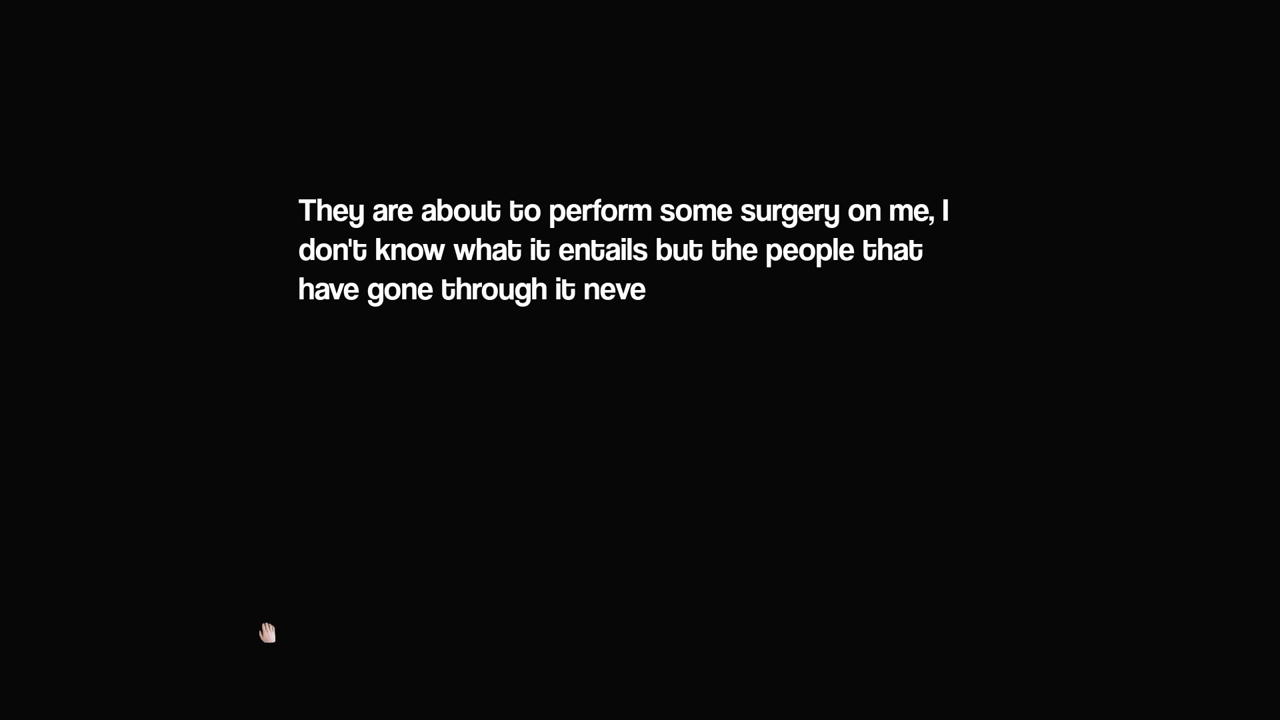 They are about to perform some surgery on me, I
don't know what it entails but the people that
have gone through it neve